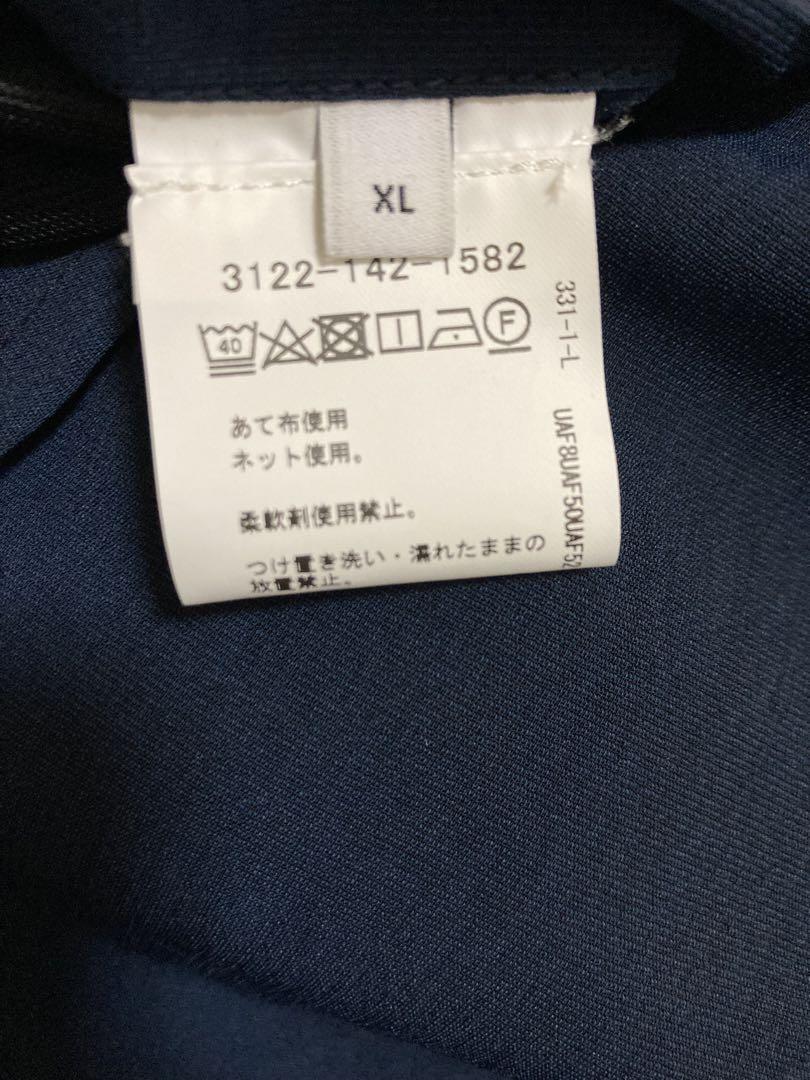 XL
3122-142-1582
40
F
あて布使用
ネット使用。
柔軟剤使用禁止。
つけ置き洗い・濡れたままの
放置禁止。
331-1-L
UAF8UAF50UAF52